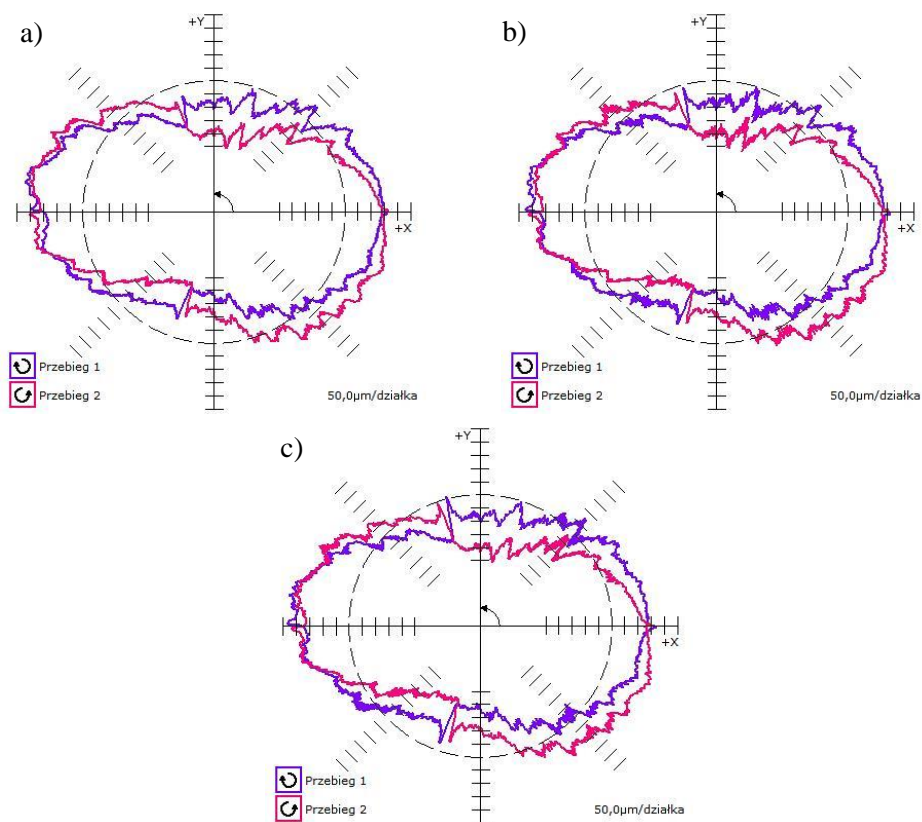 a)
+Y
+X
Przebieg 1
Przebieg 2
50,0µm/działka
b)
+Y
+X
Przebieg 1
Przebieg 2
50,0µm/działka
c)
+Y
+X
Przebieg 1
Przebieg 2
50,0µm/działka